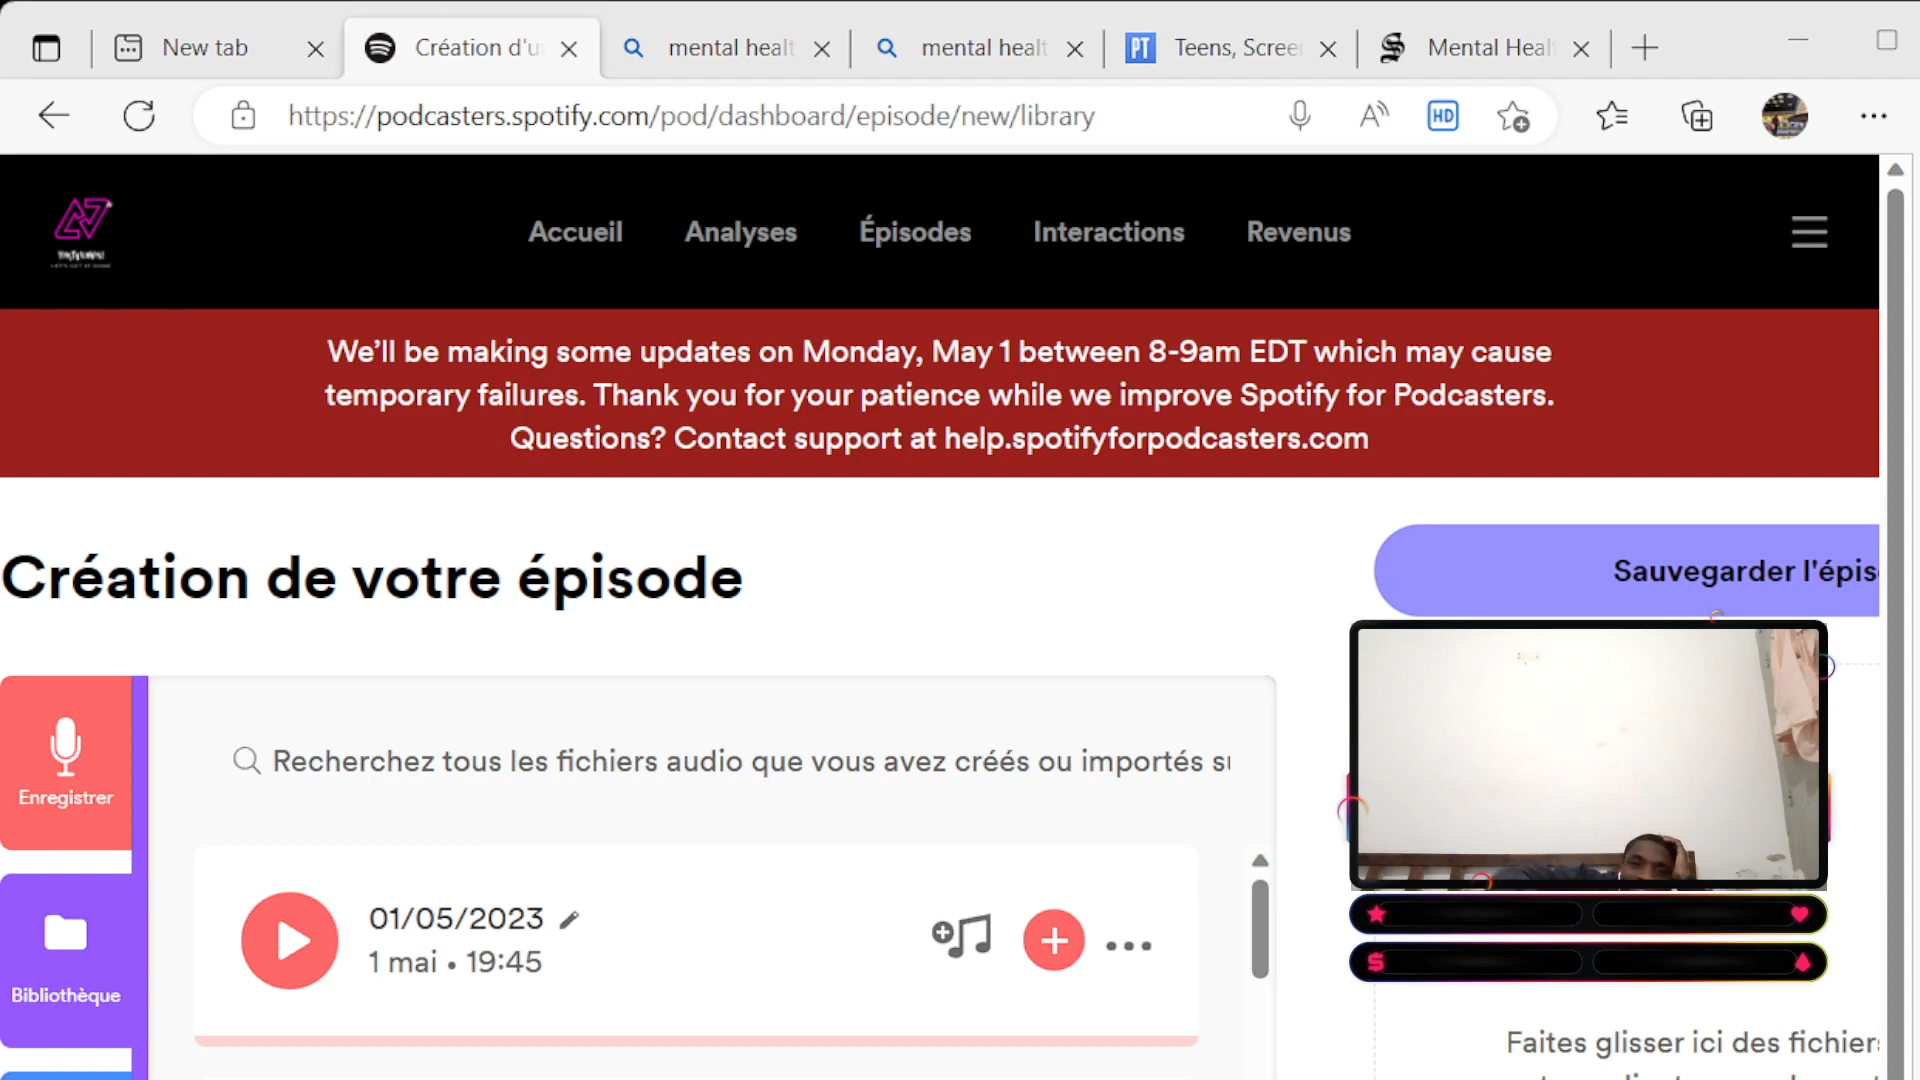 New tab
Création d'u
mental healt
mental healt
PT
Teens, Scree
Mental Heal
https://podcasters.spotify.com/pod/dashboard/episode/new/library
HD
Accueil
Analyses
Épisodes
Interactions
Revenus
We'll be making some updates on Monday, May 1 between 8-9am EDT which may cause
temporary failures. Thank you for your patience while we improve Spotify for Podcasters.
Questions? Contact support at help.spotifyforpodcasters.com
Création de votre épisode
Sauvegarder l'épis
Enregistrer
Recherchez tous les fichiers audio que vous avez créés ou importés su
01/05/2023
1 mai • 19:45
Bibliothèque
Faites glisser ici des fichiers